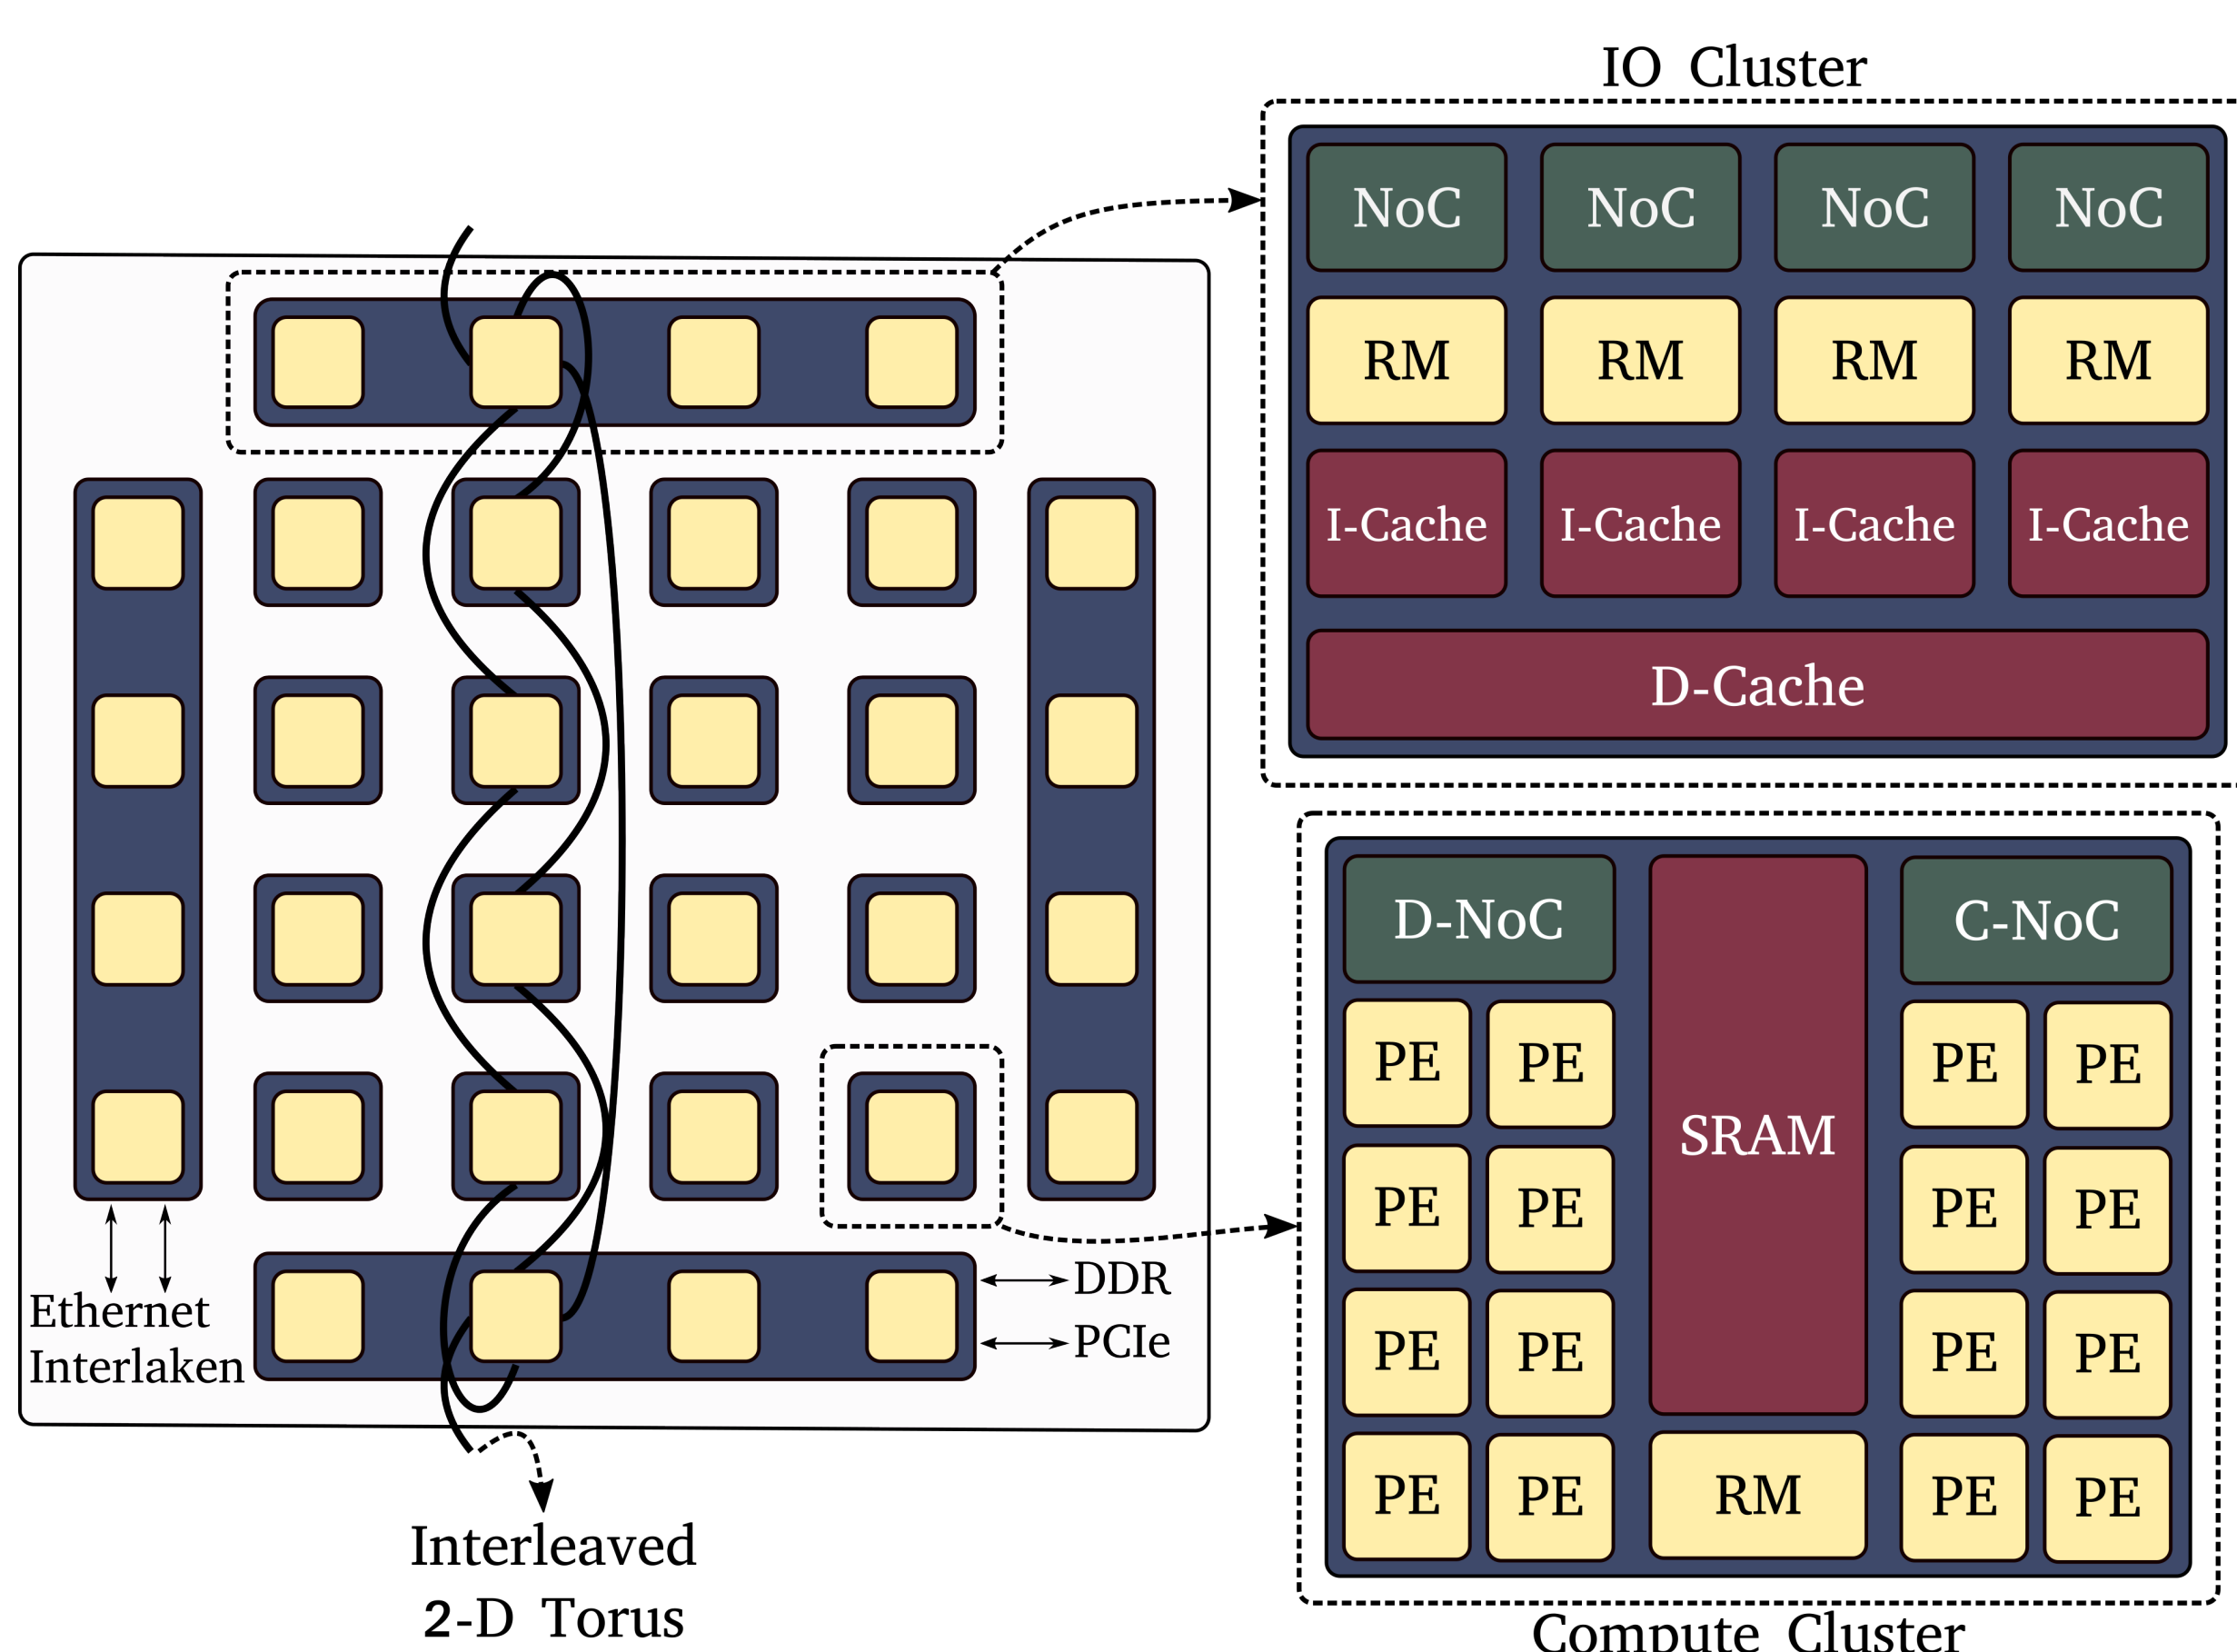 IO Cluster
NoC NoC NoC NoC
RM RM RM RM
I-Cache I-Cache I-Cache I-Cache
D-Cache
D-NoC SRAM C-NoC
PE PE PE PE
PE PE PE PE
PE PE PE PE
PE PE RM PE PE
Compute Cluster
Ethernet
Interlaken
DDR
PCIe
Interleaved
2-D Torus